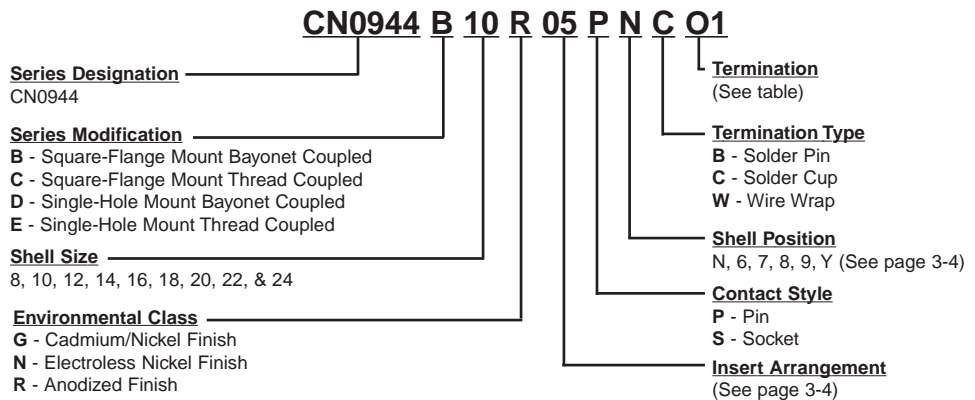 CN0944 B 10 R 05 P N C O1
Series Designation
CN0944
Series Modification
B - Square-Flange Mount Bayonet Coupled
C - Square-Flange Mount Thread Coupled
D - Single-Hole Mount Bayonet Coupled
E - Single-Hole Mount Thread Coupled
Shell Size
8, 10, 12, 14, 16, 18, 20, 22, & 24
Environmental Class
G - Cadmium/Nickel Finish
N - Electroless Nickel Finish
R - Anodized Finish
Termination
(See table)
Termination Type
B - Solder Pin
C - Solder Cup
W - Wire Wrap
Shell Position
N, 6, 7, 8, 9, Y (See page 3-4)
Contact Style
P - Pin
S - Socket
Insert Arrangement
(See page 3-4)